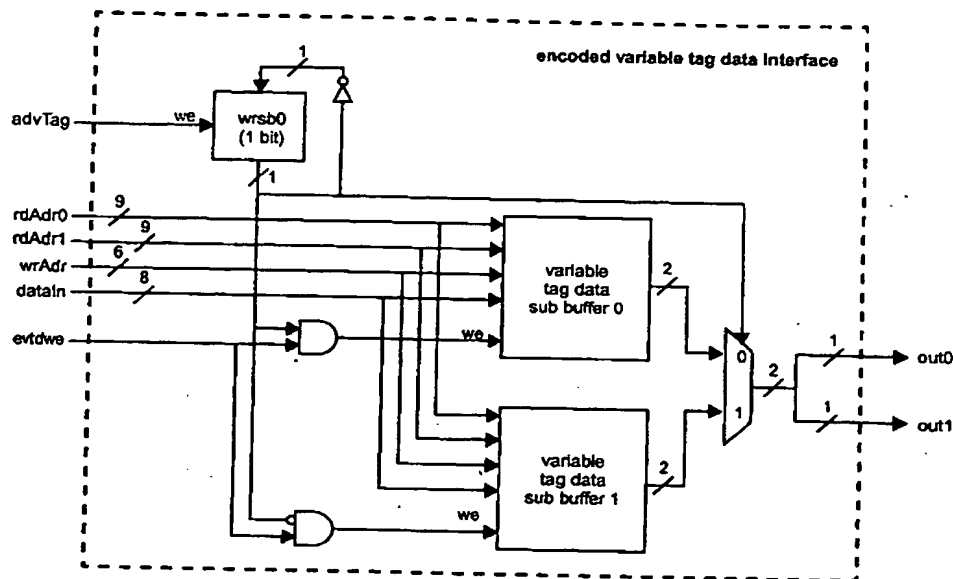 1
encoded variable tag data interface
advTag
we
wrsb0
(1 bit)
1
rdAdr0
9
rdAdr1
9
wrAdr
6
dataIn
8
evtdwe
variable
tag data
sub buffer 0
we
2
0
1
2
1
out0
1
out1
variable
tag data
sub buffer 1
we
2